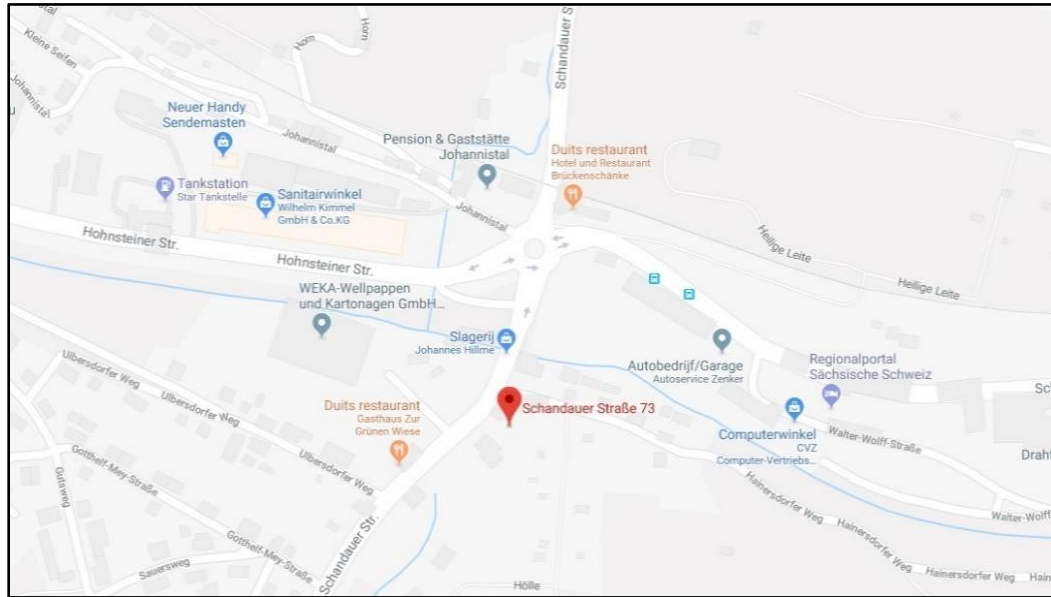 nistal
Kleine Seifen
Johannistal
u
Horn
Horn
Schandauer S
Neuer Handy
Sendemasten
Johannistal
Pension & Gaststätte
Johannistal
Duits restaurant
Hotel und Restaurant
Brückenschänke
Tankstation
Star Tankstelle
Sanitairwinkel
Wilhelm Kimmel
GmbH & Co.KG
Johannistal
Hohnsteiner Str.
Hohnsteiner Str.
Heilige Leite
Heilige Leite
WEKA-Wellpappen
und Kartonagen GmbH...
Slagerij
Johannes Hillme
Autobedrijf/Garage
Autoservice Zenker
Regionalportal
Sächsische Schweiz
Sc
Ulbersdorfer Weg
Ulbersdorfer Weg
Ulbersdorfer Weg
Duits restaurant
Gasthaus Zur
Grünen Wiese
Schandauer Straße 73
Computerwinkel
CVZ
Computer-Vertriebs...
Walter-Wolff-Straße
Draht
Gotthelf-Mey-Straße
Gutsweg
Gotthelf-Mey-Straße
Sauersweg
Schandauer Str.
Hainersdorfer Weg
Hainersdorfer Weg
Walter-Wolff
Hainersdorfer Weg
Hain
Hölle